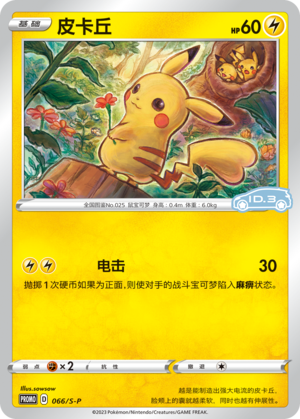 基础
皮卡丘
HP60
全国图鉴No.025 鼠宝可梦 身高：0.4m 体重：6.0kg
ID.3
电击 30
抛掷1次硬币如果为正面，则使对手的战斗宝可梦陷入麻痹状态。
弱点 ×2 抵抗力 撤退
Illus.sowsow
PROMO D 066/S-P
越是能制造出强大电流的皮卡丘，
脸颊上的囊就越柔软，同时也越有伸展性。
©2023 Pokémon/Nintendo/Creatures/GAME FREAK.